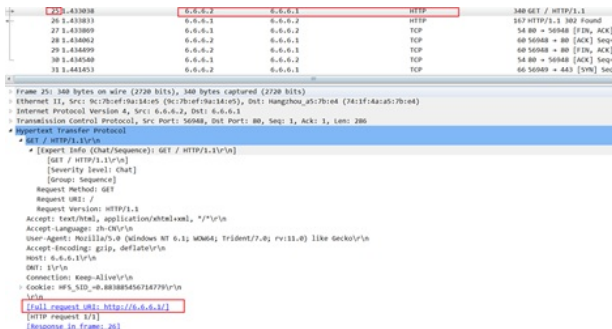 25 1.433038 6.6.6.2 6.6.6.1 HTTP 340 GET / HTTP/1.1
26 1.433833 6.6.6.1 6.6.6.2 HTTP 167 HTTP/1.1 302 Found
27 1.433869 6.6.6.1 6.6.6.2 TCP 54 80 → 56948 [FIN, ACK]
28 1.434062 6.6.6.2 6.6.6.1 TCP 60 56948 → 80 [ACK] Seq=
29 1.434499 6.6.6.2 6.6.6.1 TCP 60 56948 → 80 [FIN, ACK]
30 1.434540 6.6.6.1 6.6.6.2 TCP 54 80 → 56948 [ACK] Seq=
31 1.441453 6.6.6.2 6.6.6.1 TCP 66 56949 → 443 [SYN] Seq
Frame 25: 340 bytes on wire (2720 bits), 340 bytes captured (2720 bits)
Ethernet II, Src: 9c:7b:ef:9a:14:e5 (9c:7b:ef:9a:14:e5), Dst: Hangzhou_a5:7b:e4 (74:1f:4a:a5:7b:e4)
Internet Protocol Version 4, Src: 6.6.6.2, Dst: 6.6.6.1
Transmission Control Protocol, Src Port: 56948, Dst Port: 80, Seq: 1, Ack: 1, Len: 286
Hypertext Transfer Protocol
GET / HTTP/1.1\r\n
[Expert Info (Chat/Sequence): GET / HTTP/1.1\r\n]
[GET / HTTP/1.1\r\n]
[Severity level: Chat]
[Group: Sequence]
Request Method: GET
Request URI: /
Request Version: HTTP/1.1
Accept: text/html, application/xhtml+xml, */*\r\n
Accept-Language: zh-CN\r\n
User-Agent: Mozilla/5.0 (Windows NT 6.1; WOW64; Trident/7.0; rv:11.0) like Gecko\r\n
Accept-Encoding: gzip, deflate\r\n
Host: 6.6.6.1\r\n
DNT: 1\r\n
Connection: Keep-Alive\r\n
Cookie: HFS_SID_=0.883885456714779\r\n
\r\n
[Full request URI: http://6.6.6.1/]
[HTTP request 1/1]
[Response in frame: 26]